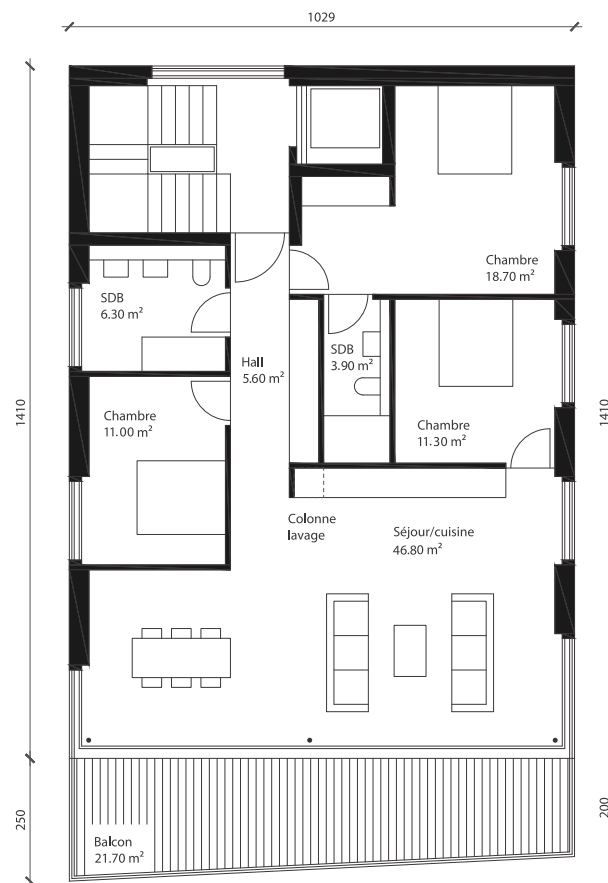 1029
Chambre
18.70 m²
SDB
6.30 m²
SDB
3.90 m²
Hall
5.60 m²
Chambre
11.00 m²
Chambre
11.30 m²
1410
1410
Colonne
lavage
Séjour/cuisine
46.80 m²
250
200
Balcon
21.70 m²